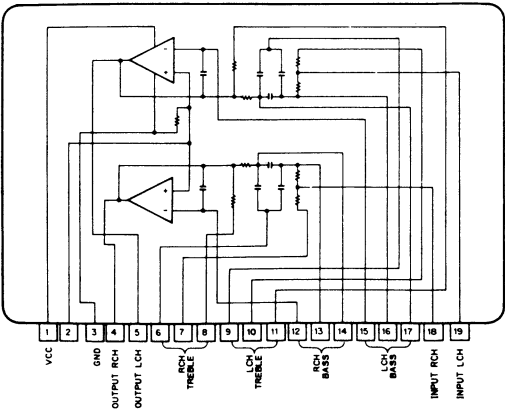 -
+
+
-
1 2 3 4 5 6 7 8 9 10 11 12 13 14 15 16 17 18 19
VCC
GND
OUTPUT RCH
OUTPUT LCH
RCH
TREBLE
LCH
TREBLE
RCH
BASS
LCH
BASS
INPUT RCH
INPUT LCH